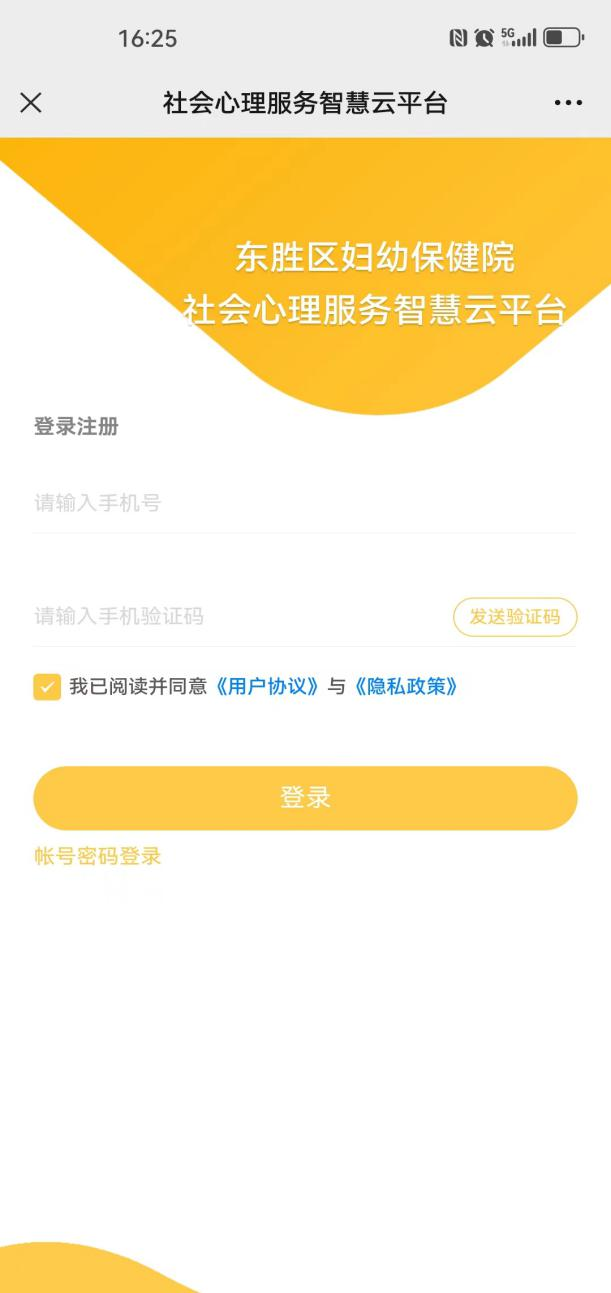 16:25
5G
社会心理服务智慧云平台
东胜区妇幼保健院
社会心理服务智慧云平台
登录注册
请输入手机号
请输入手机验证码
发送验证码
我已阅读并同意《用户协议》与《隐私政策》
登录
帐号密码登录